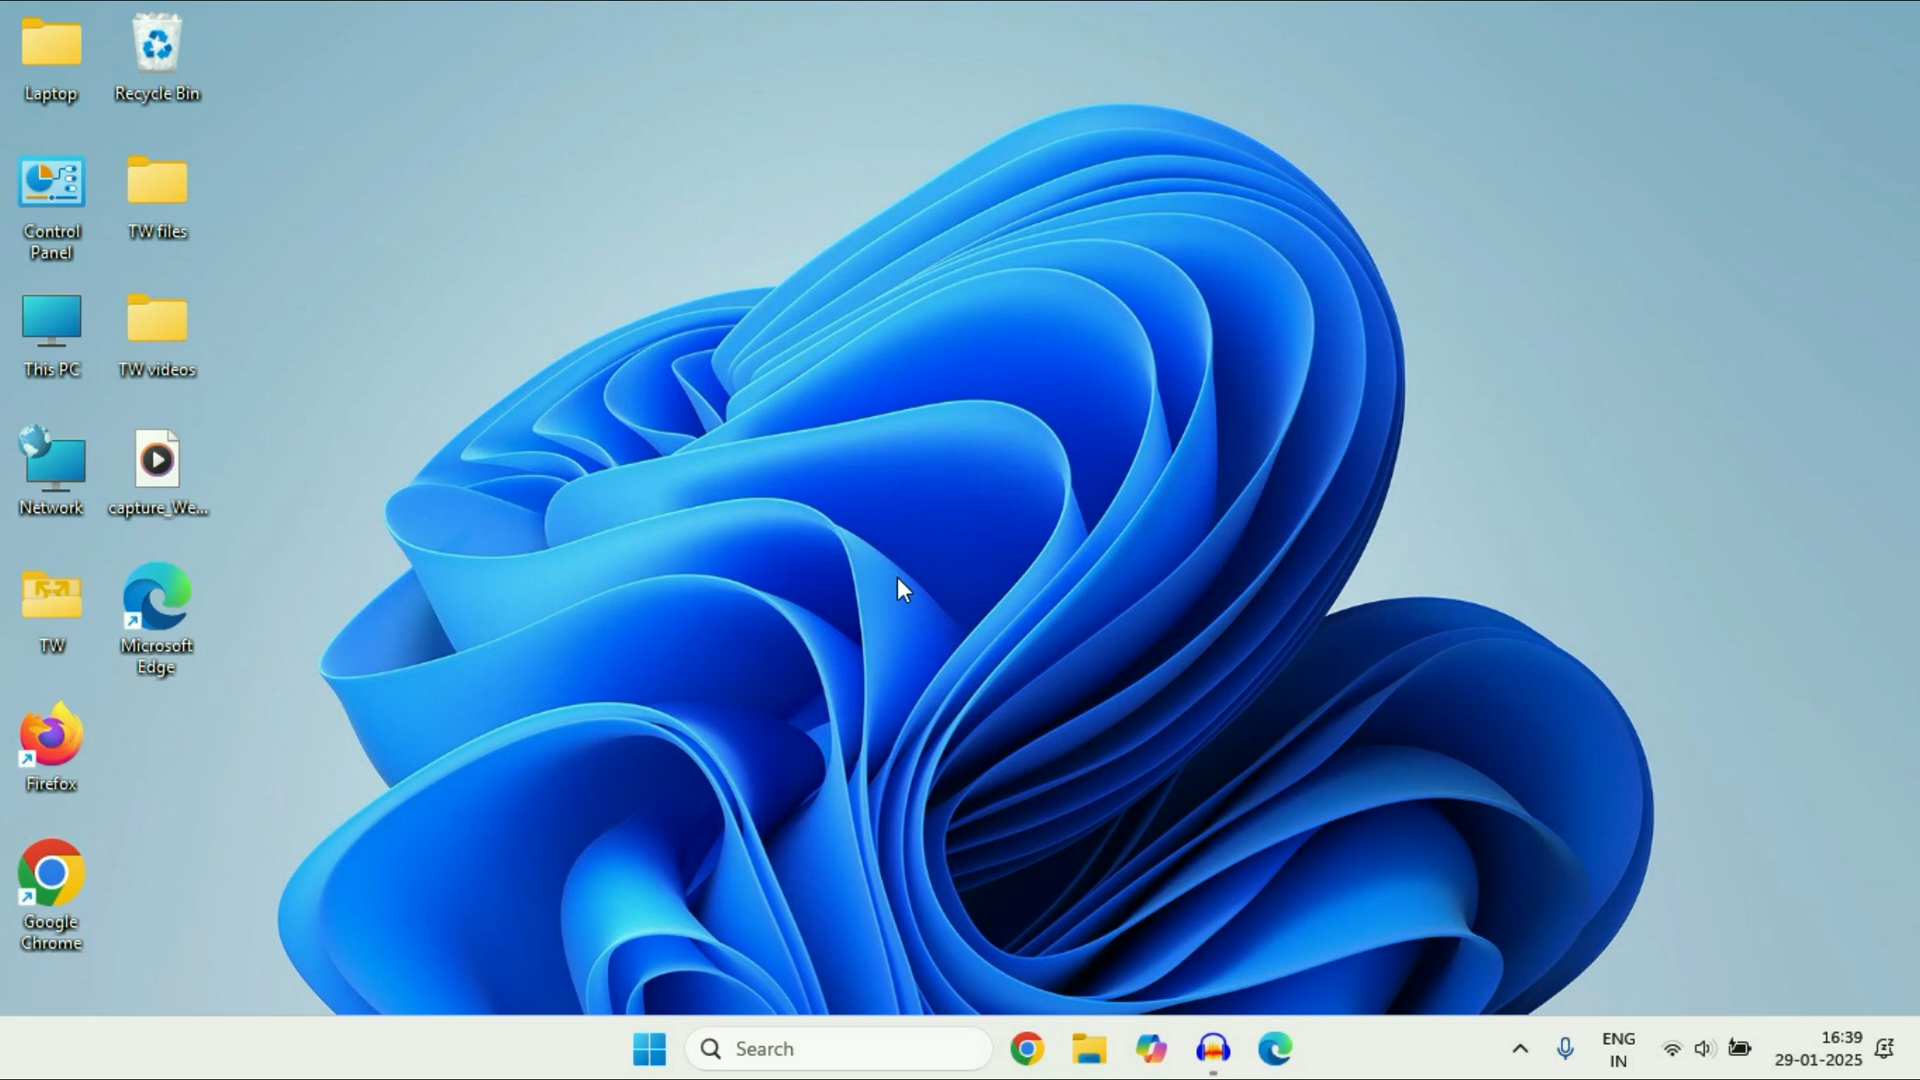 Laptop
Recycle Bin
Control
Panel
TW files
This PC
TW videos
Network
capture_We...
TW
Microsoft
Edge
Firefox
Google
Chrome
Search
ENG
IN
16:39
29-01-2025